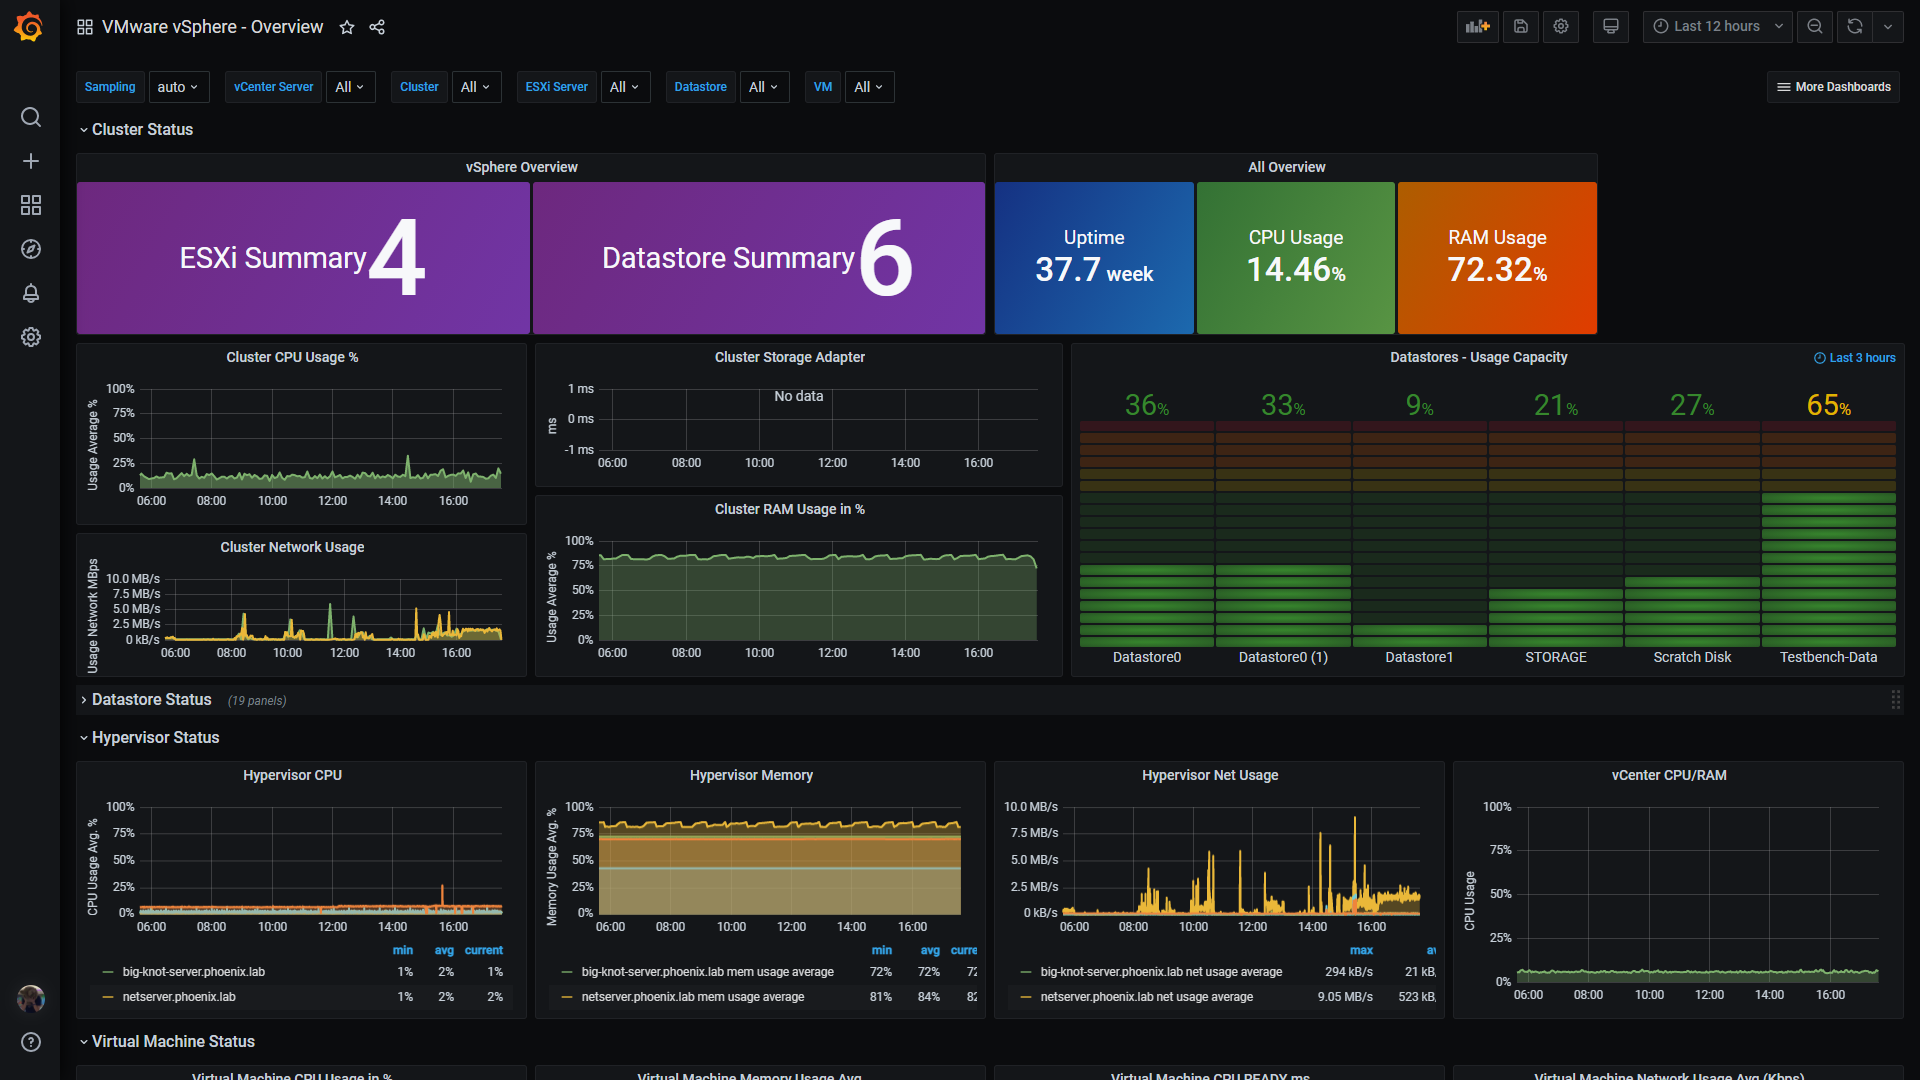 VMware vSphere - Overview
Last 12 hours
Sampling auto vCenter Server All Cluster All ESXi Server All Datastore All VM All More Dashboards
Cluster Status
vSphere Overview
ESXi Summary 4
Datastore Summary 6
All Overview
Uptime
37.7 week
CPU Usage
14.46%
RAM Usage
72.32%
Cluster CPU Usage %
Usage Average %
100%
75%
50%
25%
0%
06:00 08:00 10:00 12:00 14:00 16:00
Cluster Storage Adapter
ms
1 ms
0 ms
-1 ms
No data
06:00 08:00 10:00 12:00 14:00 16:00
Datastores - Usage Capacity
Last 3 hours
36% 33% 9% 21% 27% 65%
Datastore0 Datastore0 (1) Datastore1 STORAGE Scratch Disk Testbench-Data
Cluster Network Usage
Usage Network MBps
10.0 MB/s
7.5 MB/s
5.0 MB/s
2.5 MB/s
0 kB/s
06:00 08:00 10:00 12:00 14:00 16:00
Cluster RAM Usage in %
Usage Average %
100%
75%
50%
25%
0%
06:00 08:00 10:00 12:00 14:00 16:00
Datastore Status (19 panels)
Hypervisor Status
Hypervisor CPU
CPU Usage Avg. %
100%
75%
50%
25%
0%
06:00 08:00 10:00 12:00 14:00 16:00
min avg current
big-knot-server.phoenix.lab 1% 2% 1%
netserver.phoenix.lab 1% 2% 2%
Hypervisor Memory
Memory Usage Avg. %
100%
75%
50%
25%
0%
06:00 08:00 10:00 12:00 14:00 16:00
min avg curre
big-knot-server.phoenix.lab mem usage average 72% 72% 72
netserver.phoenix.lab mem usage average 81% 84% 82
Hypervisor Net Usage
10.0 MB/s
7.5 MB/s
5.0 MB/s
2.5 MB/s
0 kB/s
06:00 08:00 10:00 12:00 14:00 16:00
max av
big-knot-server.phoenix.lab net usage average 294 kB/s 21 kB
netserver.phoenix.lab net usage average 9.05 MB/s 523 kB
vCenter CPU/RAM
CPU Usage
100%
75%
50%
25%
0%
06:00 08:00 10:00 12:00 14:00 16:00
Virtual Machine Status
Virtual Machine CPU Usage in %
Virtual Machine Memory Usage Avg
Virtual Machine CPU READY ms
Virtual Machine Network Usage Avg (Kbps)